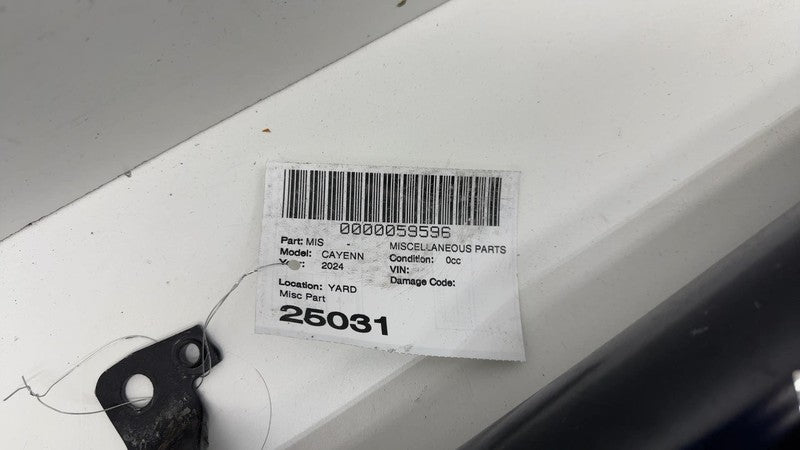 0000059596
Part: MIS - MISCELLANEOUS PARTS
Model: CAYENN Condition: 0cc
2024 VIN:
Location: YARD Damage Code:
Misc Part
25031